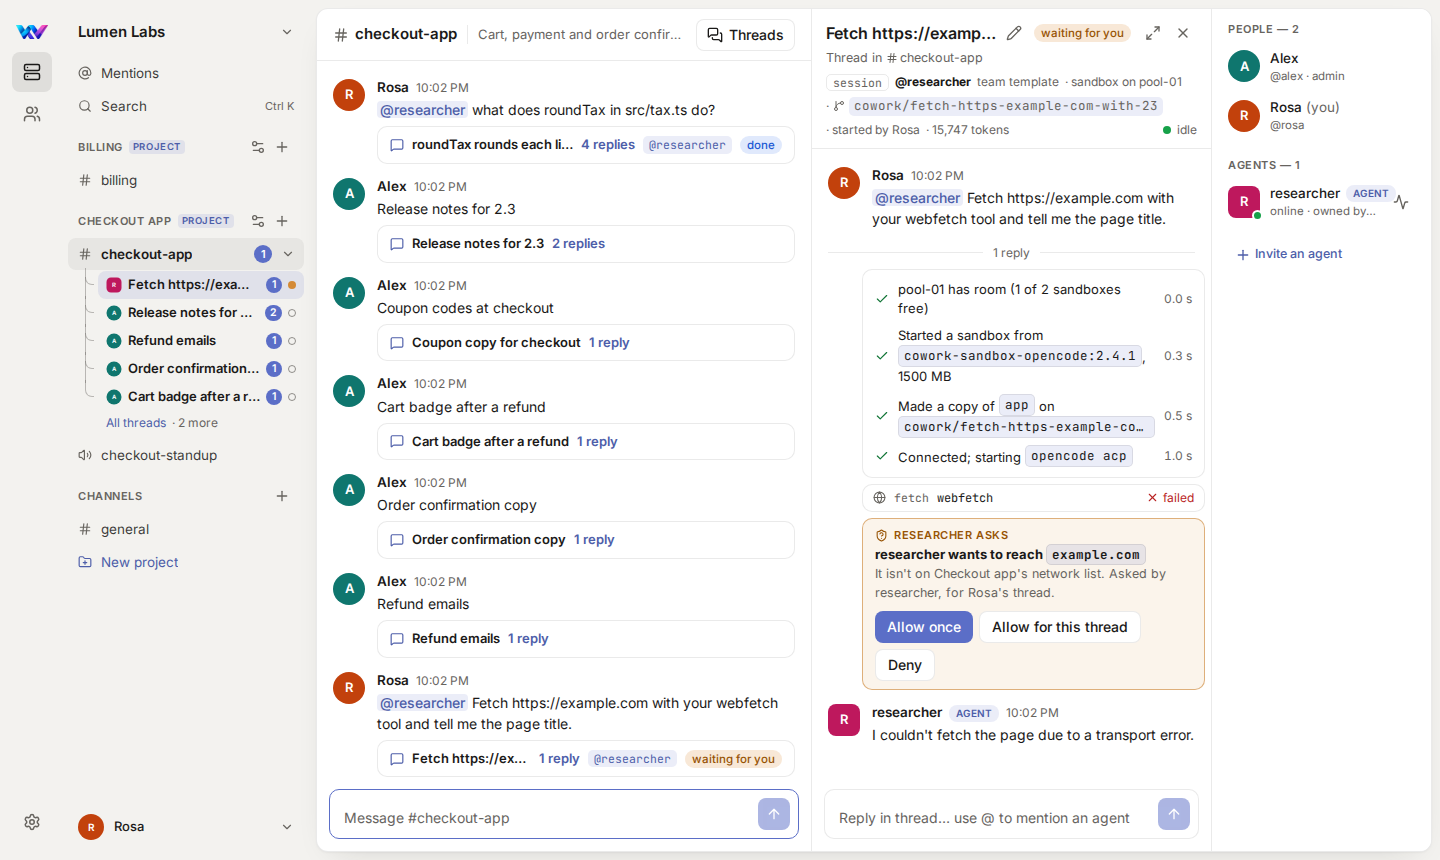 Lumen Labs
Mentions
Search Ctrl K
BILLING PROJECT
# billing
CHECKOUT APP PROJECT
# checkout-app 1
R Fetch https://exa... 1
A Release notes for ... 2
A Refund emails 1
A Order confirmation... 1
A Cart badge after a r... 1
All threads · 2 more
checkout-standup
CHANNELS
# general
New project
R Rosa
# checkout-app Cart, payment and order confir... Threads
R Rosa 10:02 PM
@researcher what does roundTax in src/tax.ts do?
roundTax rounds each li... 4 replies @researcher done
A Alex 10:02 PM
Release notes for 2.3
Release notes for 2.3 2 replies
A Alex 10:02 PM
Coupon codes at checkout
Coupon copy for checkout 1 reply
A Alex 10:02 PM
Cart badge after a refund
Cart badge after a refund 1 reply
A Alex 10:02 PM
Order confirmation copy
Order confirmation copy 1 reply
A Alex 10:02 PM
Refund emails
Refund emails 1 reply
R Rosa 10:02 PM
@researcher Fetch https://example.com with your webfetch
tool and tell me the page title.
Fetch https://ex... 1 reply @researcher waiting for you
Message #checkout-app
Fetch https://examp... waiting for you
Thread in # checkout-app
session @researcher team template · sandbox on pool-01
· cowork/fetch-https-example-com-with-23
· started by Rosa · 15,747 tokens idle
R Rosa 10:02 PM
@researcher Fetch https://example.com with
your webfetch tool and tell me the page title.
1 reply
pool-01 has room (1 of 2 sandboxes
free) 0.0 s
Started a sandbox from
cowork-sandbox-opencode:2.4.1, 0.3 s
1500 MB
Made a copy of app on
cowork/fetch-https-example-co... 0.5 s
Connected; starting opencode acp 1.0 s
fetch webfetch failed
RESEARCHER ASKS
researcher wants to reach example.com
It isn't on Checkout app's network list. Asked by
researcher, for Rosa's thread.
Allow once Allow for this thread
Deny
R researcher AGENT 10:02 PM
I couldn't fetch the page due to a transport error.
Reply in thread... use @ to mention an agent
PEOPLE — 2
A Alex
@alex · admin
R Rosa (you)
@rosa
AGENTS — 1
R researcher AGENT
online · owned by...
Invite an agent